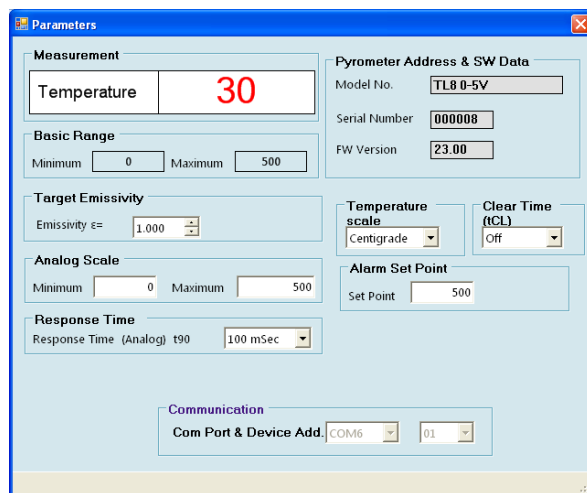 Parameters
Measurement
Temperature 30
Basic Range
Minimum 0 Maximum 500
Target Emissivity
Emissivity ε= 1.000
Analog Scale
Minimum 0 Maximum 500
Response Time
Response Time (Analog) t90 100 mSec
Pyrometer Address & SW Data
Model No. TL8 0-5V
Serial Number 000008
FW Version 23.00
Temperature
scale
Centigrade
Clear Time
(tCL)
Off
Alarm Set Point
Set Point 500
Communication
Com Port & Device Add. COM6 01